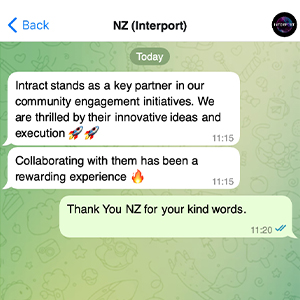 Back
NZ (Interport)
INTERPORT
Today
Intract stands as a key partner in our
community engagement initiatives. We
are thrilled by their innovative ideas and
execution 🚀🚀
11:15
Collaborating with them has been a
rewarding experience 🔥
11:15
Thank You NZ for your kind words.
11:20